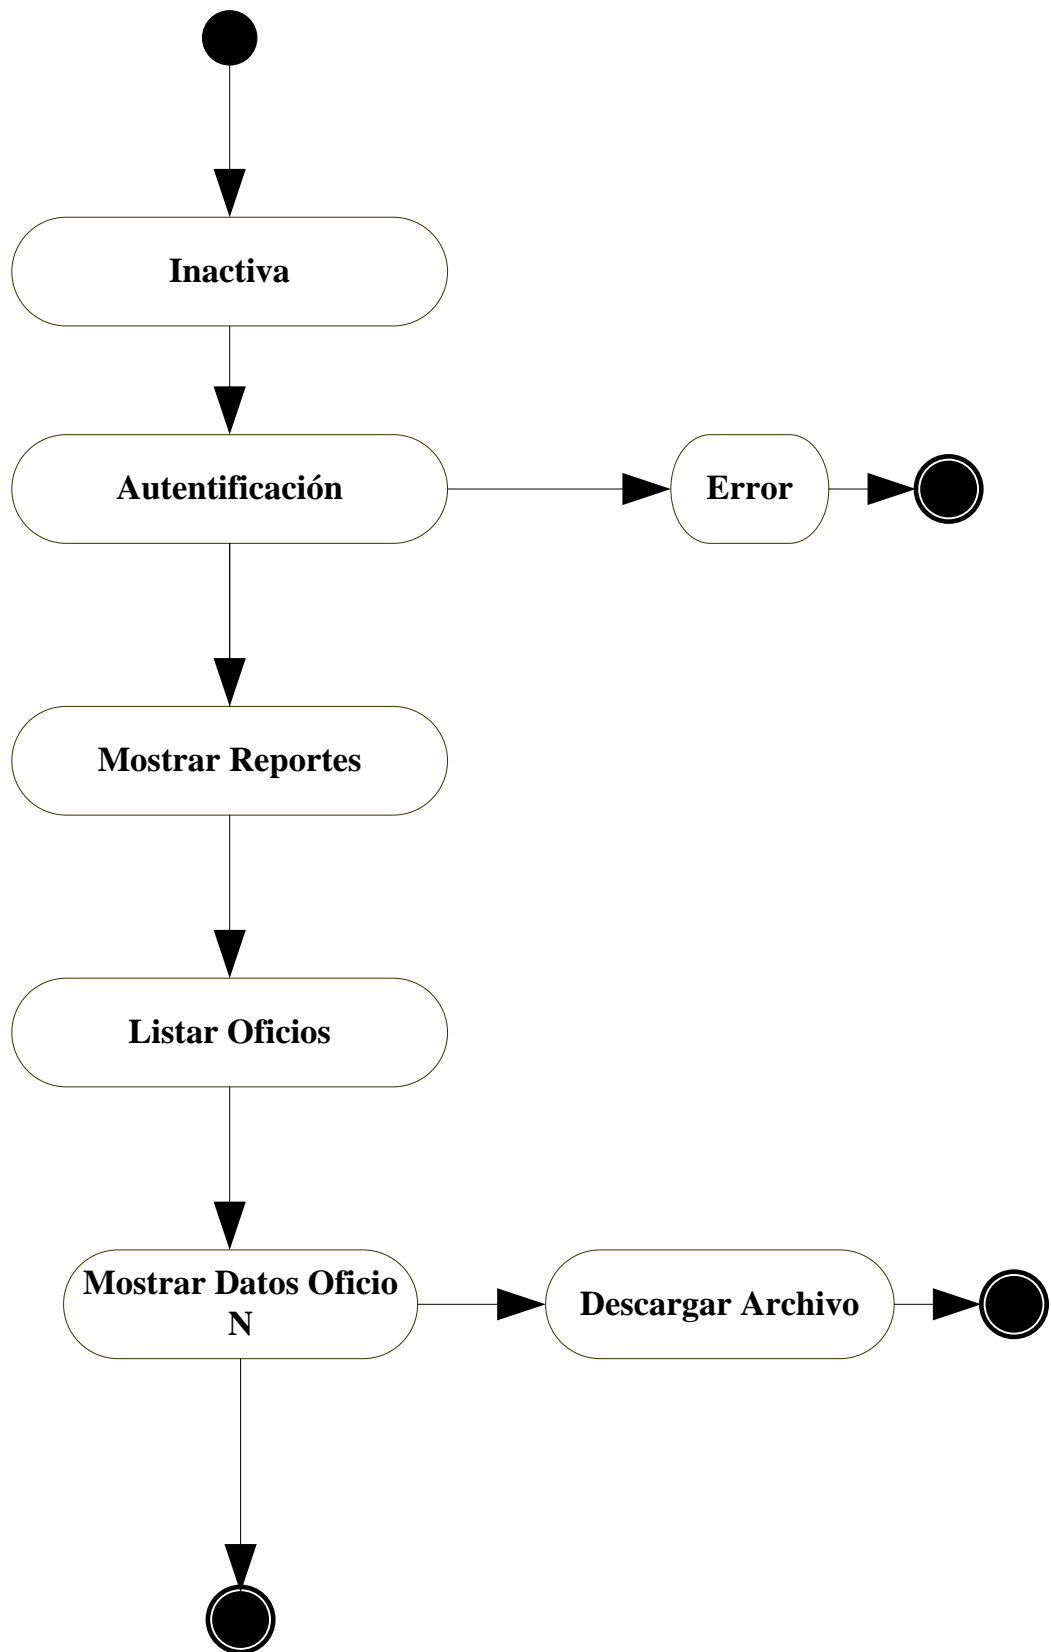 Inactiva
Autentificación
Error
Mostrar Reportes
Listar Oficios
Mostrar Datos Oficio
N
Descargar Archivo